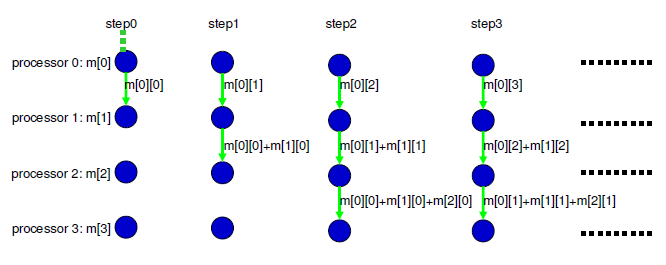 step0 step1 step2 step3
processor 0: m[0]
m[0][0] m[0][1] m[0][2] m[0][3]
processor 1: m[1]
m[0][0]+m[1][0] m[0][1]+m[1][1] m[0][2]+m[1][2]
processor 2: m[2]
m[0][0]+m[1][0]+m[2][0] m[0][1]+m[1][1]+m[2][1]
processor 3: m[3]